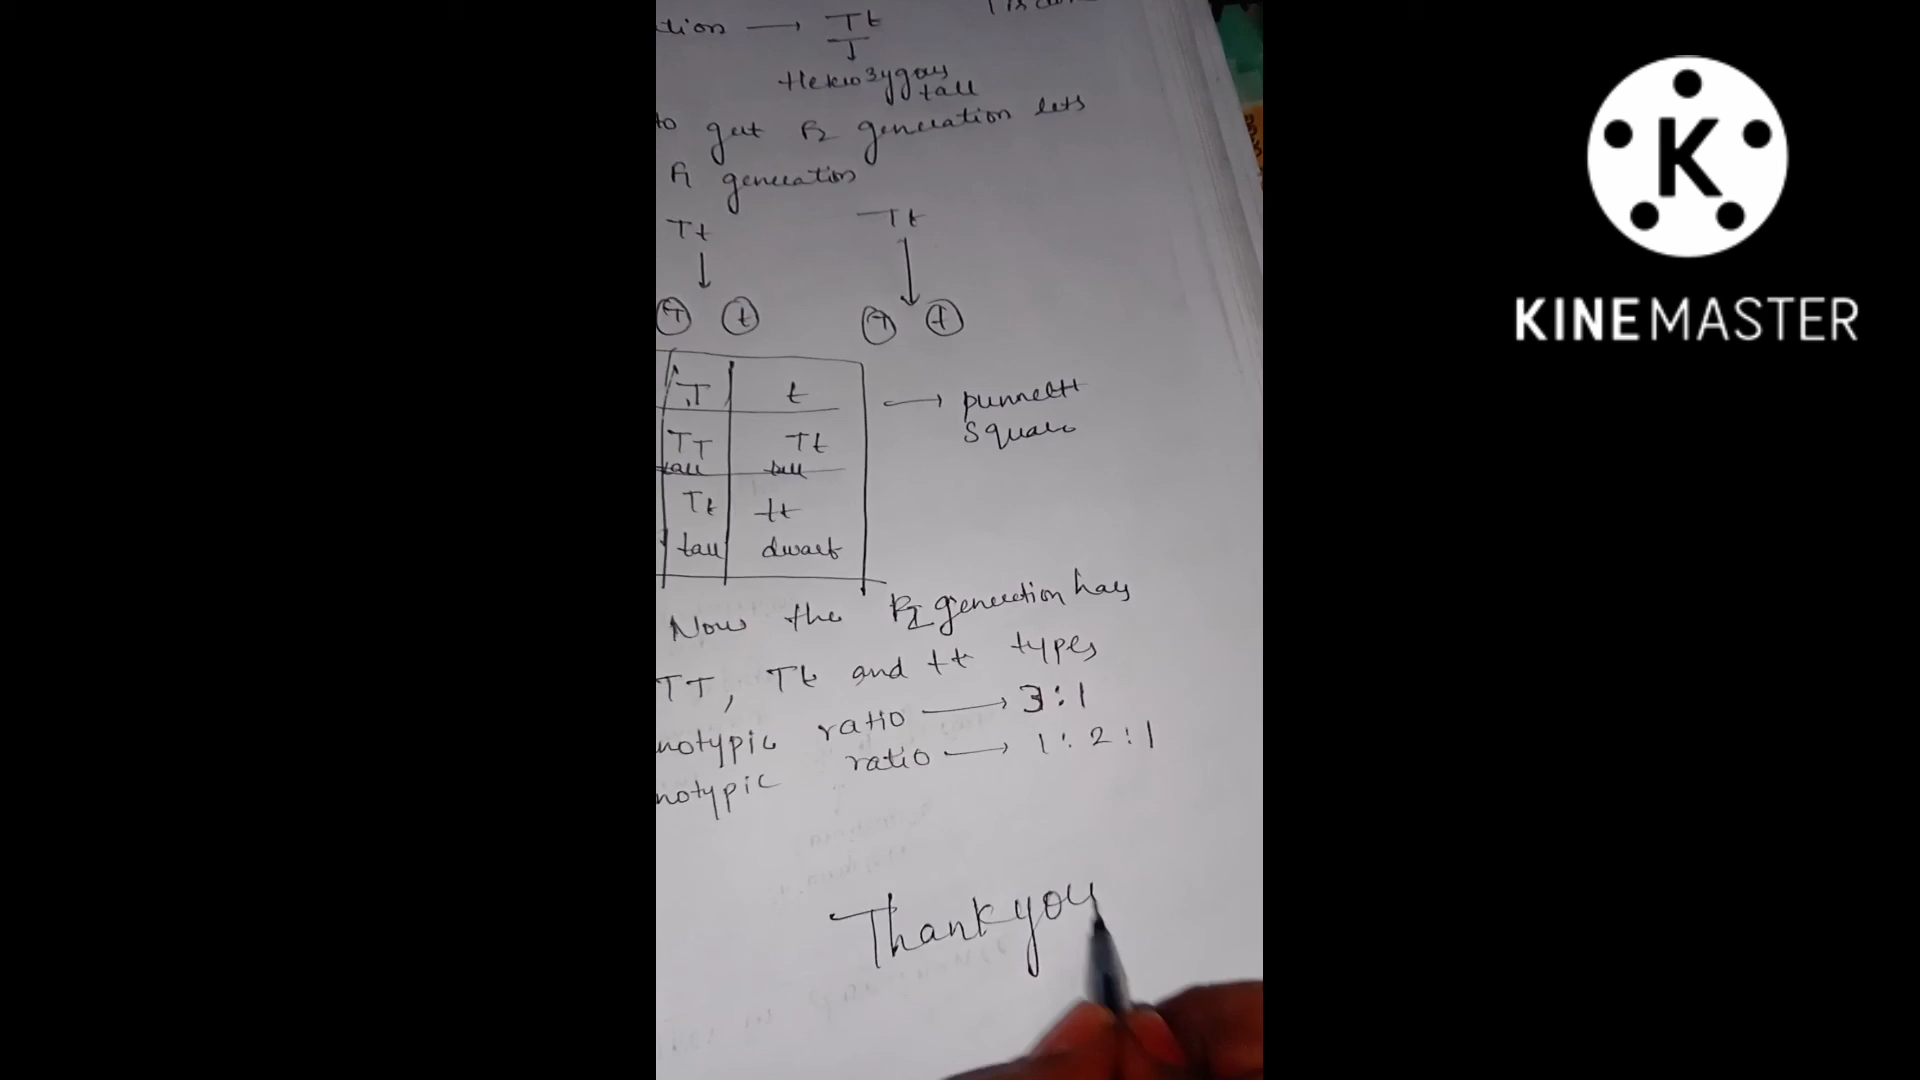 tion → Tt
T
Heterozygous
tall
to get F2 generation lets
F1 generation
Tt Tt
T t T t
T t
TT Tt
tall tall
Tt tt
tall dwarf
→ punnett
square
Now the F2 generation has
TT, Tt and tt types
notypic ratio → 3:1
notypic ratio → 1:2:1
Thank you
K
KINEMASTER